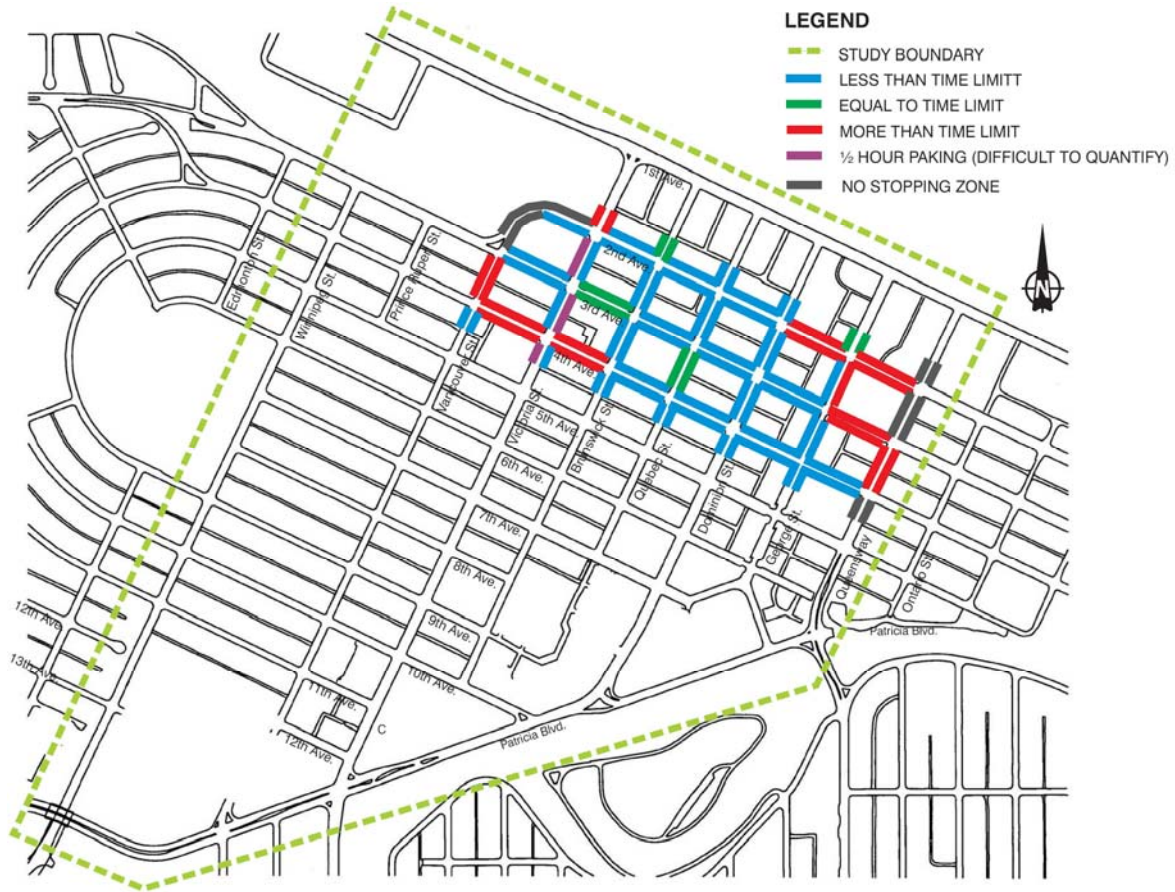 LEGEND
STUDY BOUNDARY
LESS THAN TIME LIMITT
EQUAL TO TIME LIMIT
MORE THAN TIME LIMIT
½ HOUR PAKING (DIFFICULT TO QUANTIFY)
NO STOPPING ZONE
N
1st Ave.
2nd Ave.
3rd Ave.
4th Ave.
5th Ave.
6th Ave.
7th Ave.
8th Ave.
9th Ave.
10th Ave.
11th Ave.
12th Ave.
12th Ave.
13th Ave.
Edmonton St.
Winnipeg St.
Prince Rupert St.
Vancouver St.
Victoria St.
Brunswick St.
Quebec St.
Dominion St.
George St.
Queensway
Ontario St.
Patricia Blvd.
Patricia Blvd.
C